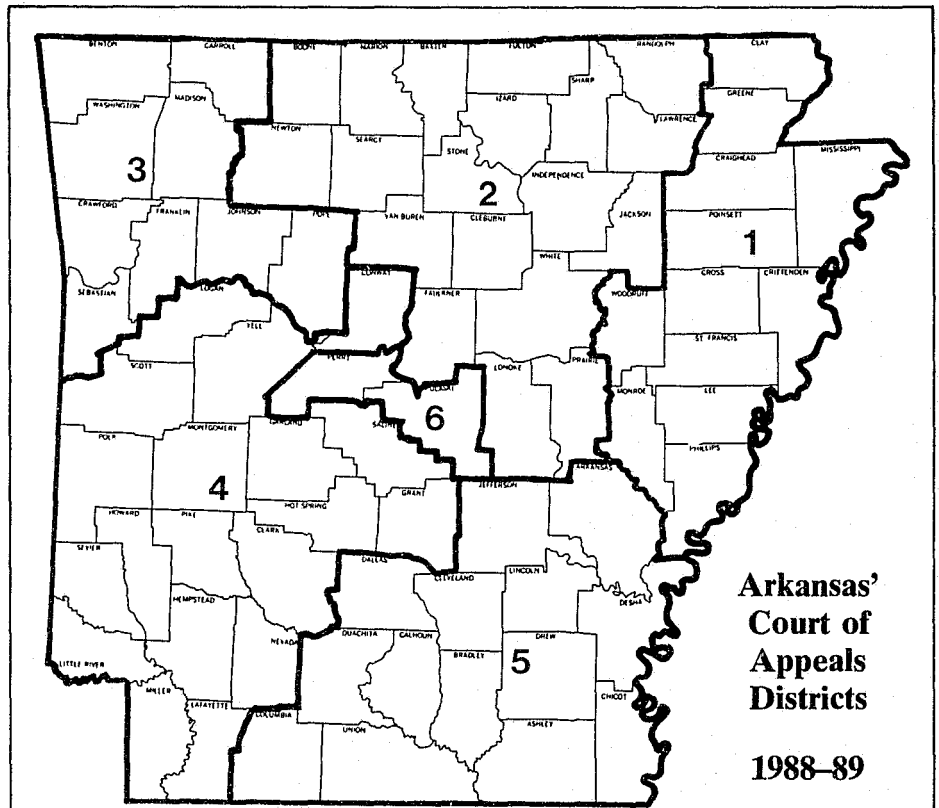 BENTON
CARROLL
BOONE
MARION
BAXTER
FULTON
RANDOLPH
CLAY
SHARP
WASHINGTON
MADISON
IZARD
GREENE
NEWTON
SEARCY
LAWRENCE
STONE
CRAIGHEAD
MISSISSIPPI
3
2
INDEPENDENCE
CRAWFORD
FRANKLIN
JOHNSON
POPE
VAN BUREN
CLEBURNE
JACKSON
POINSETT
1
SEBASTIAN
LOGAN
CONWAY
FAULKNER
WHITE
WOODRUFF
CROSS
CRITTENDEN
YELL
SCOTT
PERRY
LONOKE
PRAIRIE
ST. FRANCIS
PULASKI
6
MONROE
LEE
POLK
MONTGOMERY
GARLAND
SALINE
PHILLIPS
4
HOT SPRING
GRANT
JEFFERSON
ARKANSAS
HOWARD
PIKE
CLARK
SEVIER
DALLAS
CLEVELAND
LINCOLN
DESHA
HEMPSTEAD
NEVADA
OUACHITA
CALHOUN
BRADLEY
DREW
5
LITTLE RIVER
MILLER
LAFAYETTE
COLUMBIA
UNION
ASHLEY
CHICOT
Arkansas’
Court of
Appeals
Districts
1988–89